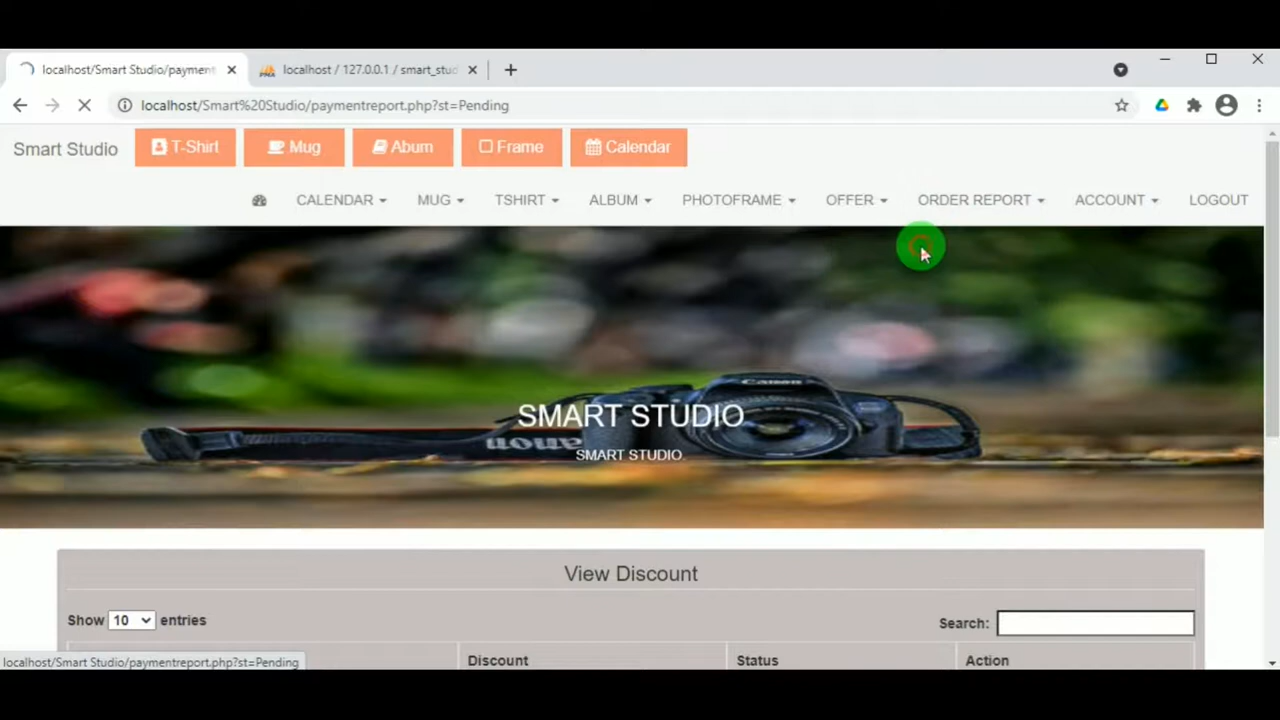 localhost/Smart Studio/payment
localhost / 127.0.0.1 / smart_stud
localhost/Smart%20Studio/paymentreport.php?st=Pending
Smart Studio T-Shirt Mug Abum Frame Calendar
CALENDAR MUG TSHIRT ALBUM PHOTOFRAME OFFER ORDER REPORT ACCOUNT LOGOUT
Canon
SMART STUDIO
Canon
SMART STUDIO
View Discount
Show 10 entries Search:
Discount Status Action
localhost/Smart Studio/paymentreport.php?st=Pending